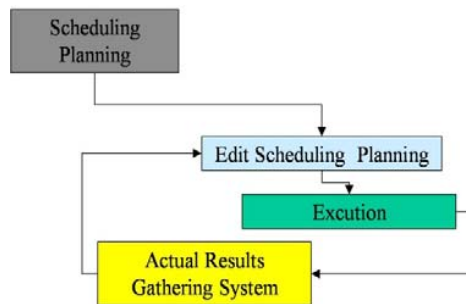 Scheduling
Planning
Edit Scheduling Planning
Excution
Actual Results
Gathering System